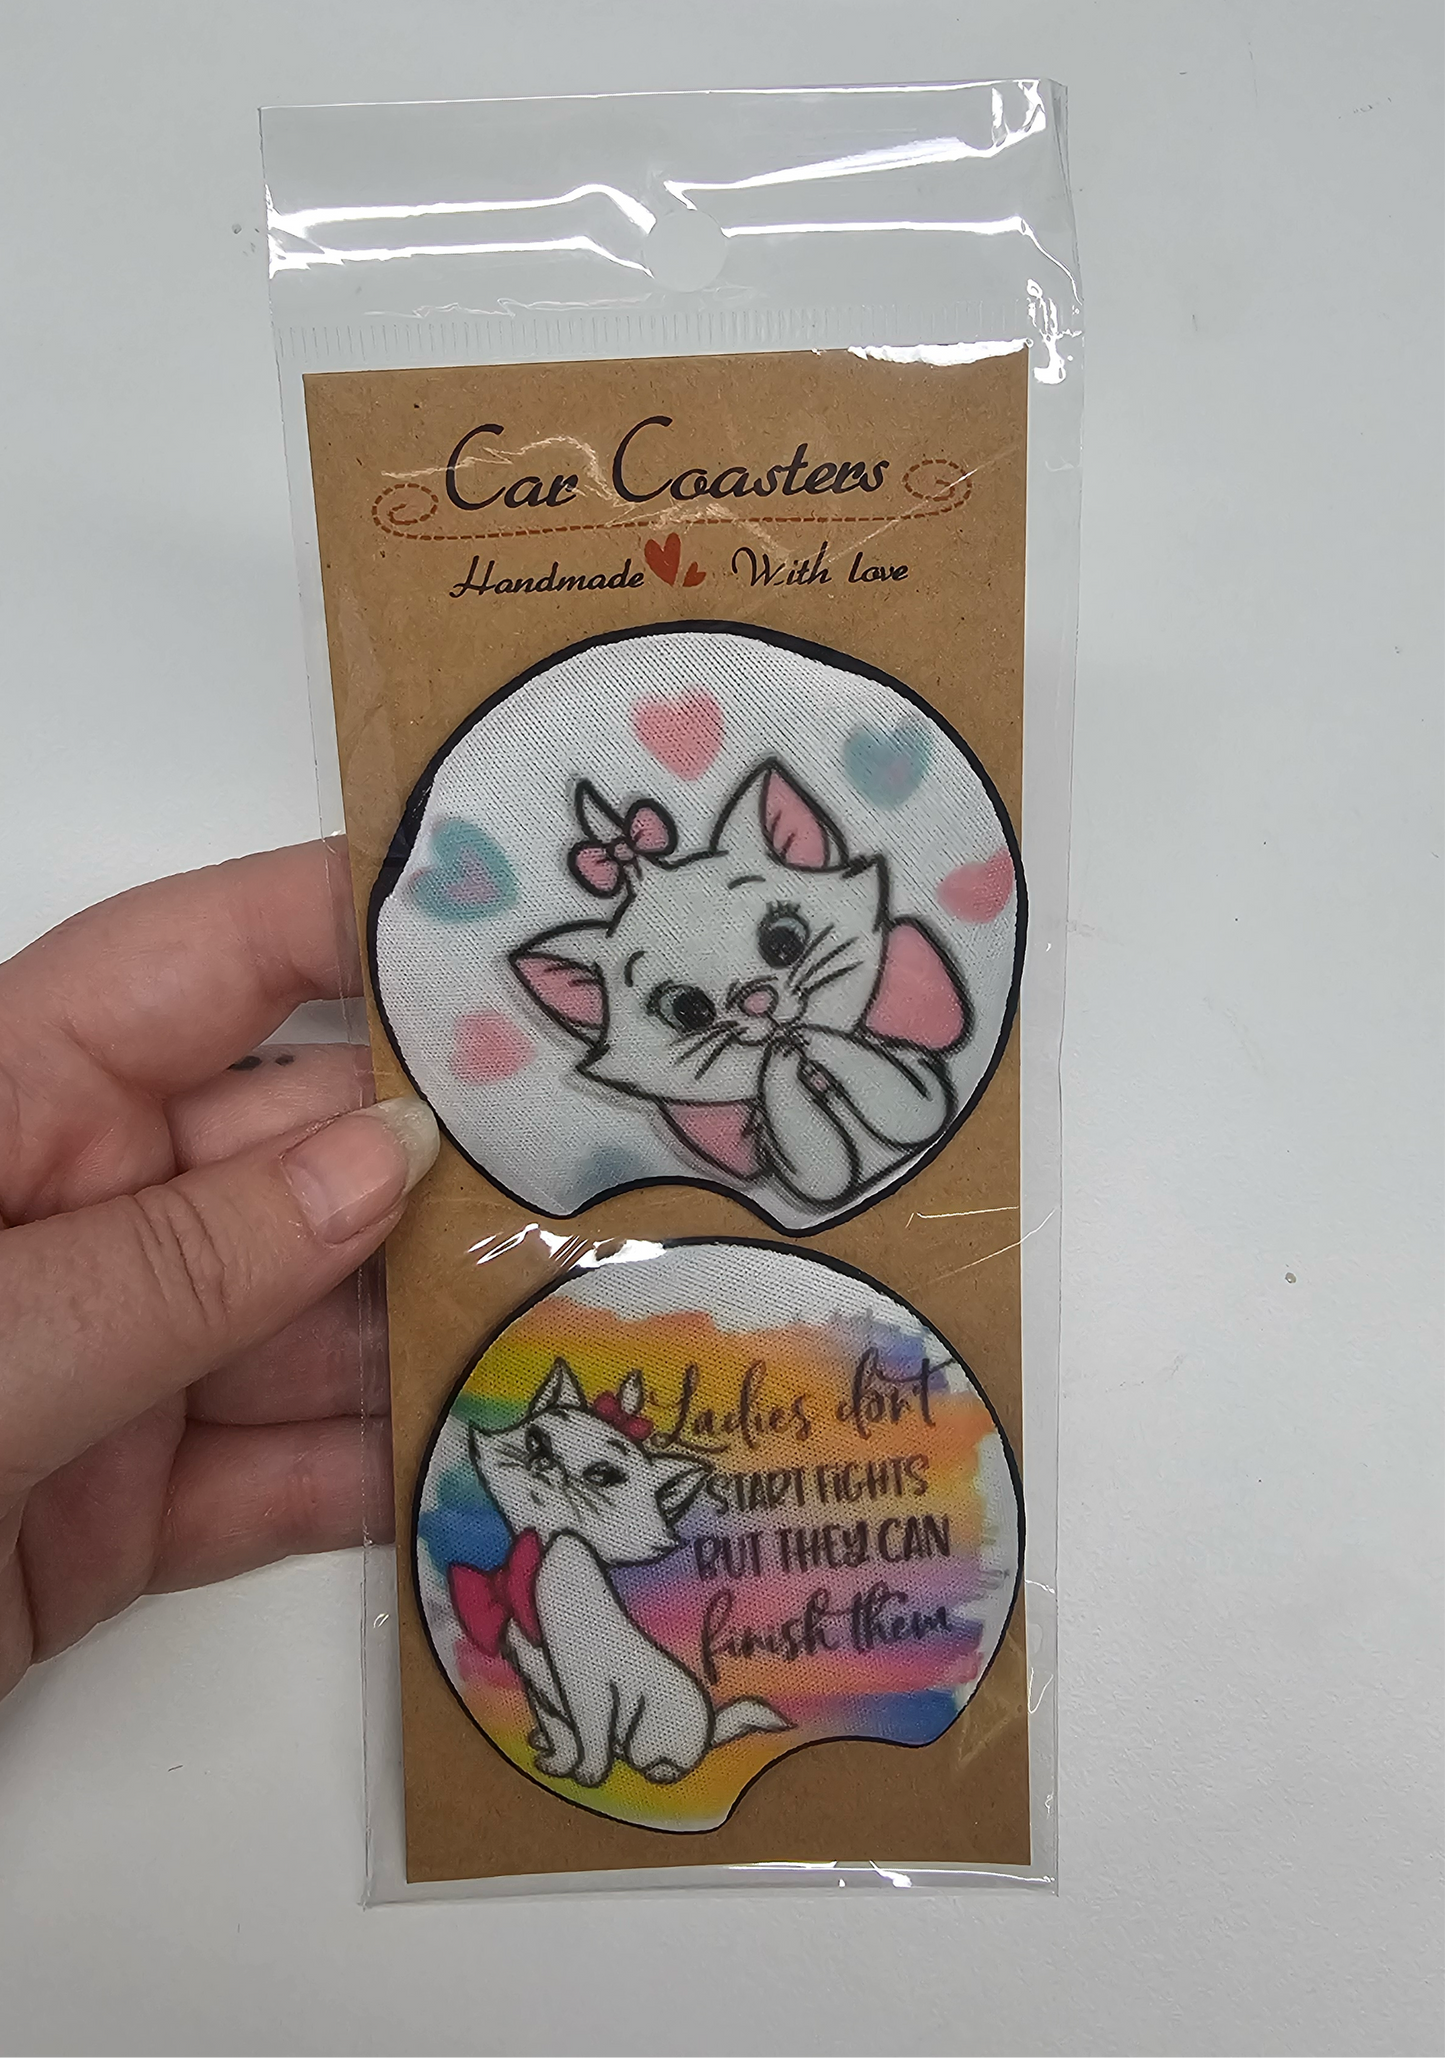 Car Coasters
Handmade With love
Ladies don't
START FIGHTS
BUT THEY CAN
finish them